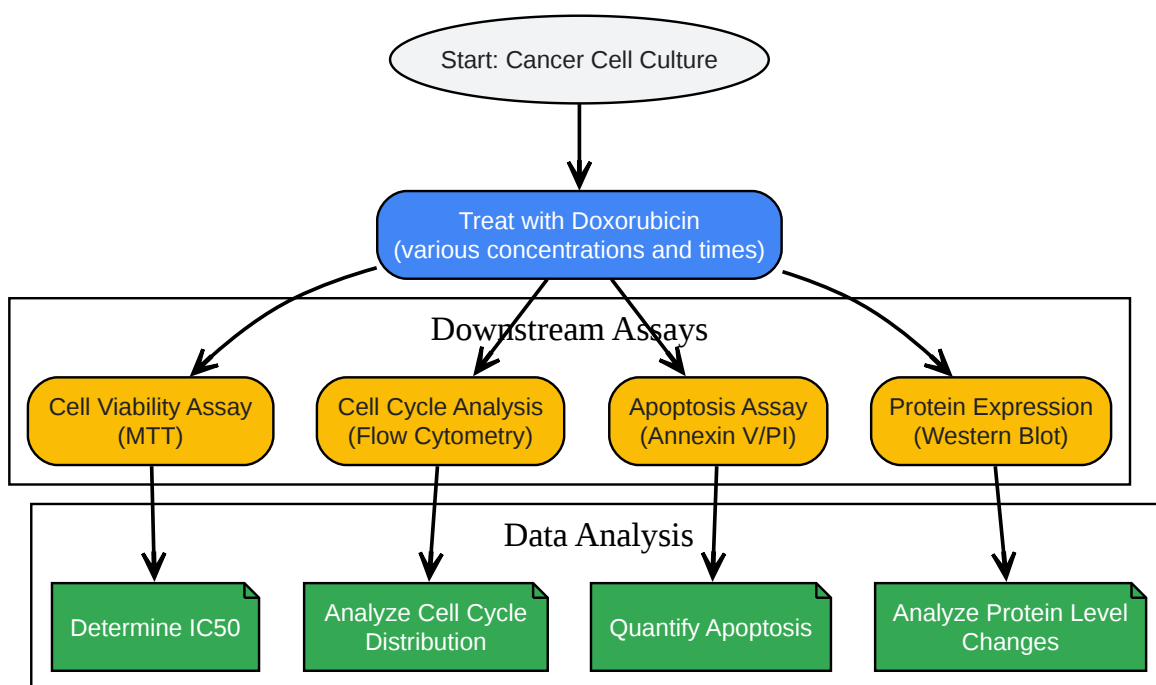 Start: Cancer Cell Culture
Treat with Doxorubicin
(various concentrations and times)
Downstream Assays
Cell Viability Assay
(MTT)
Cell Cycle Analysis
(Flow Cytometry)
Apoptosis Assay
(Annexin V/PI)
Protein Expression
(Western Blot)
Data Analysis
Determine IC50
Analyze Cell Cycle
Distribution
Quantify Apoptosis
Analyze Protein Level
Changes